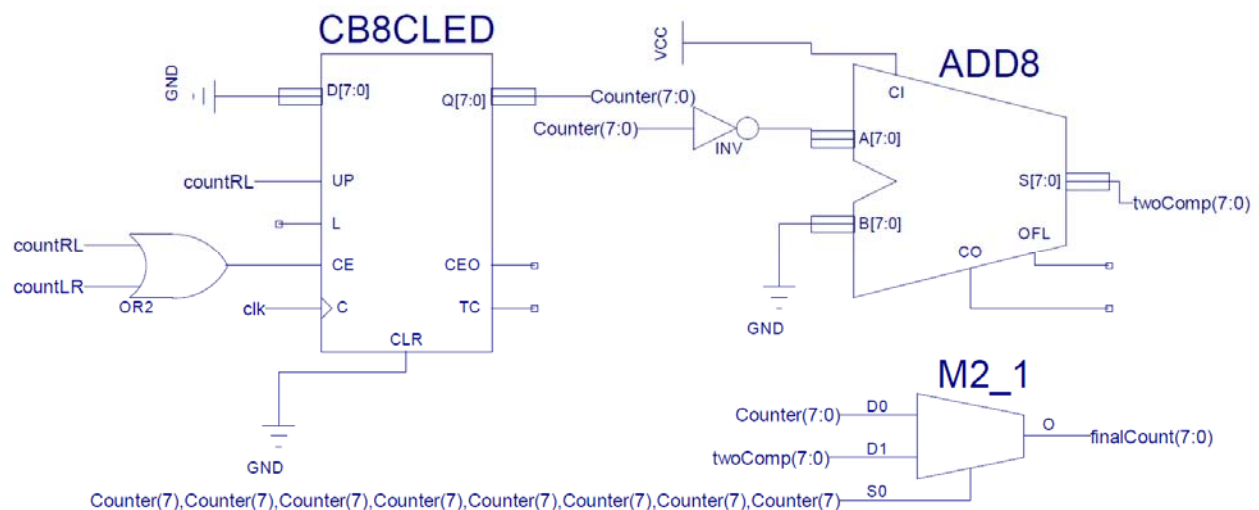 CB8CLED
GND
D[7:0]
Q[7:0]
Counter(7:0)
countRL
UP
L
countRL
countLR
OR2
CE
CEO
clk
C
TC
CLR
GND
VCC
ADD8
CI
Counter(7:0)
INV
A[7:0]
S[7:0]
twoComp(7:0)
B[7:0]
OFL
CO
GND
M2_1
Counter(7:0)
D0
O
finalCount(7:0)
twoComp(7:0)
D1
Counter(7),Counter(7),Counter(7),Counter(7),Counter(7),Counter(7),Counter(7),Counter(7)
S0